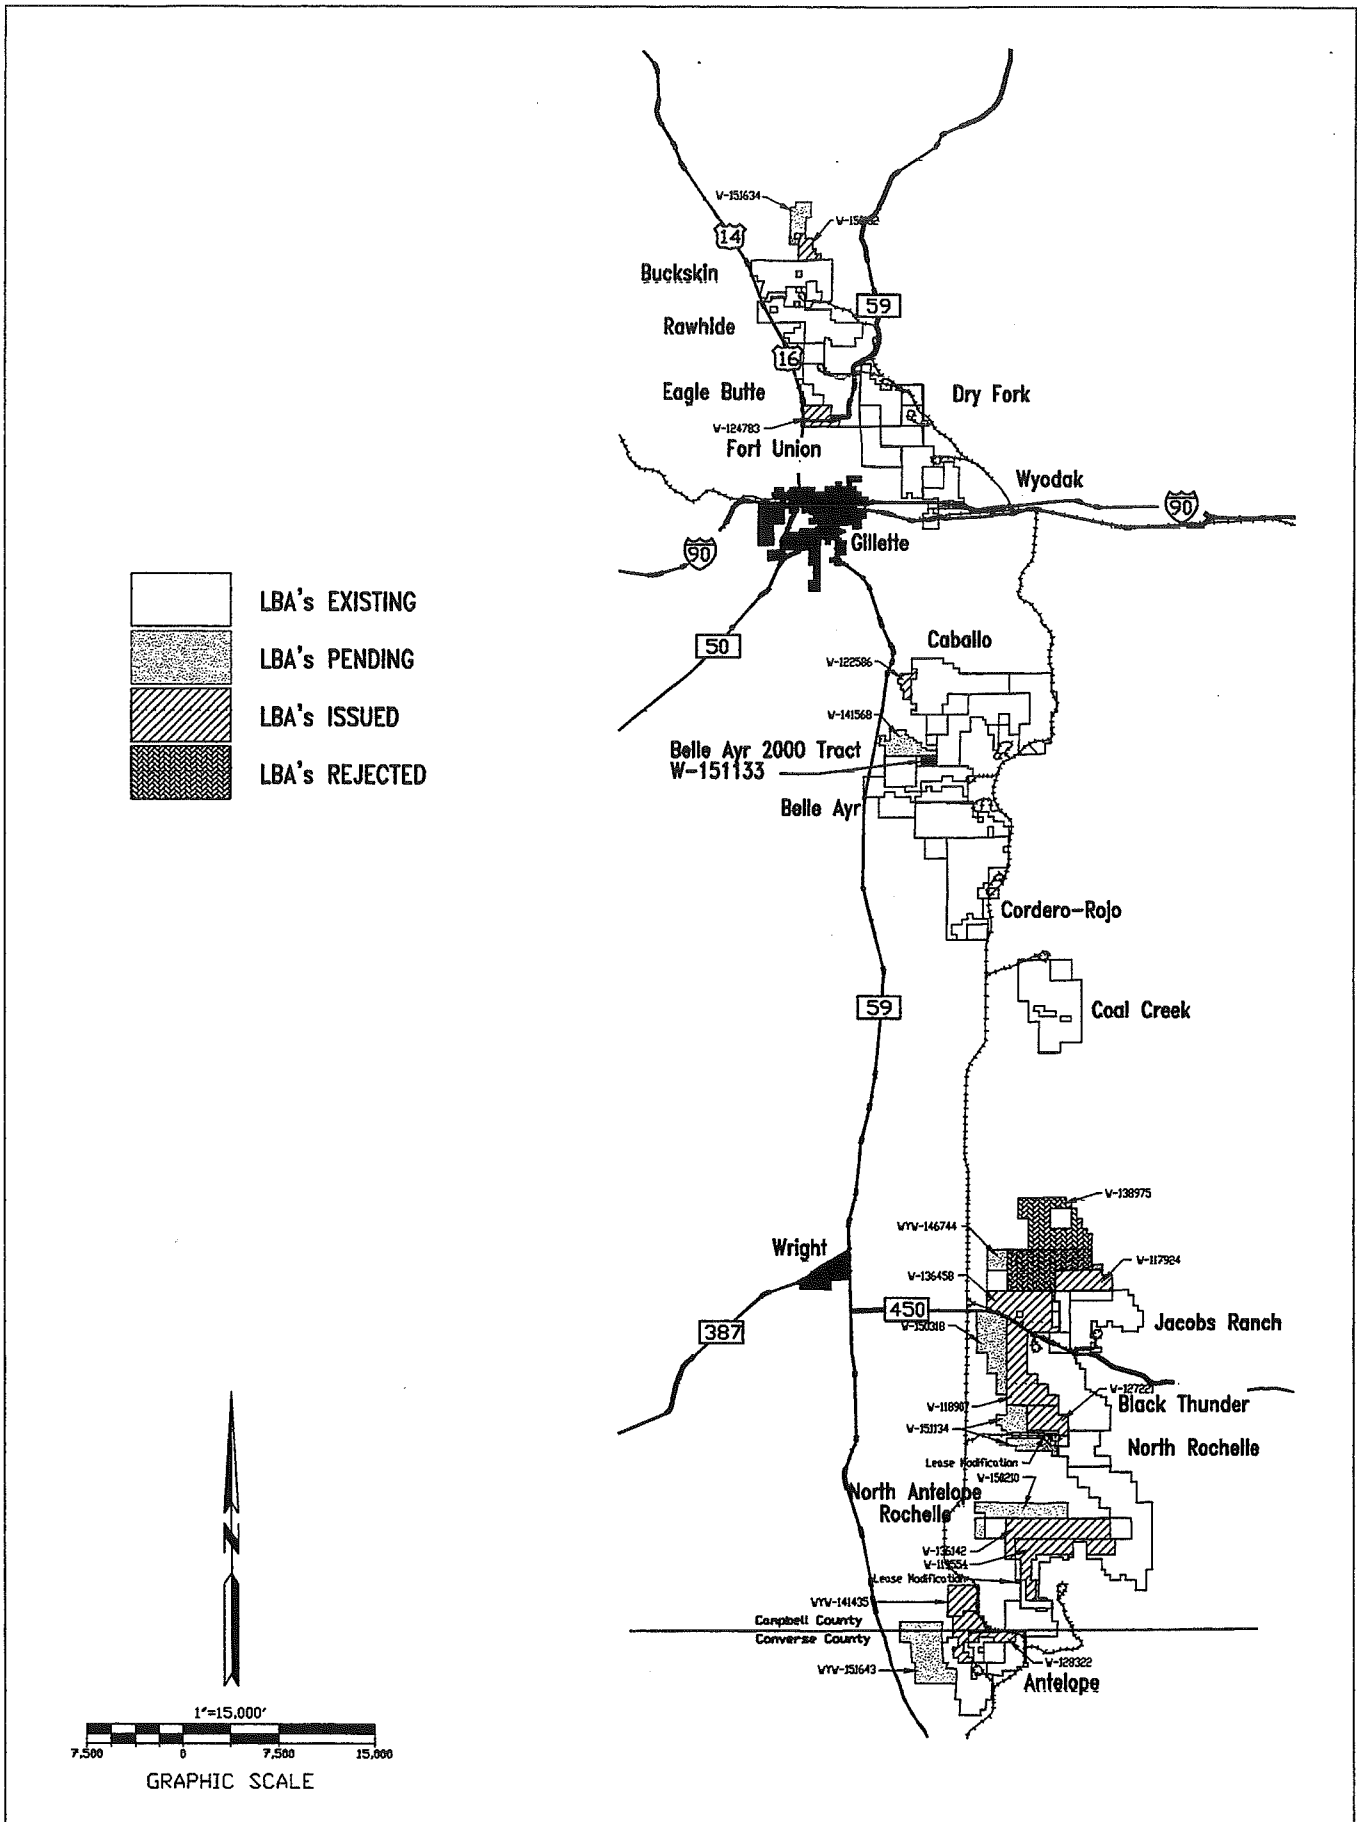 W-151634
14
Buckskin
59
Rawhide
16
Eagle Butte
Dry Fork
W-124783
Fort Union
Wyodak
90
Gillette
90
LBA's EXISTING
LBA's PENDING
LBA's ISSUED
LBA's REJECTED
50
Caballo
W-122586
W-141568
Belle Ayr 2000 Tract
W-151133
Belle Ayr
Cordero-Rojo
59
Coal Creek
W-138975
WYW-146744
Wright
W-117924
W-136458
450
W-150318
Jacobs Ranch
387
W-127221
W-118907
Black Thunder
W-151134
North Rochelle
Lease Modification
W-150210
North Antelope
Rochelle
W-136142
W-119554
Lease Modification
WYW-141435
Campbell County
Converse County
W-128322
WYW-151643
Antelope
N
1"=15,000'
7,500 0 7,500 15,000
GRAPHIC SCALE